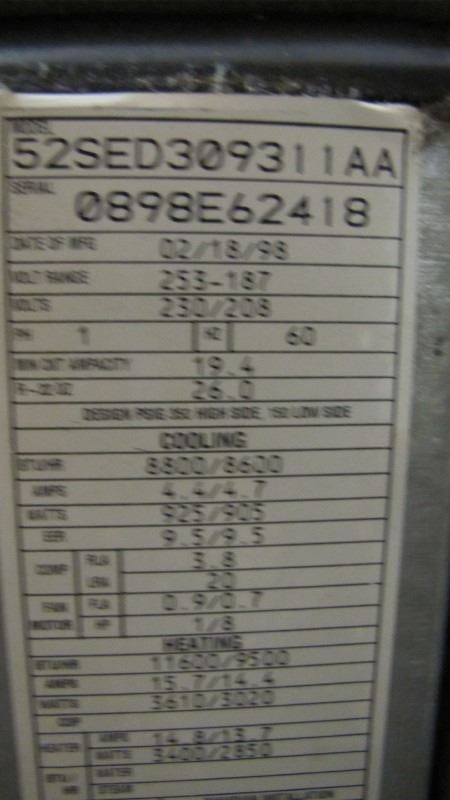 MODEL
52SED309311AA
SERIAL
0898E62418
DATE OF MFG 02/18/98
VOLT RANGE 253-187
VOLTS 230/208
PH 1 HZ 60
MIN CKT AMPACITY 19.4
R-22 OZ 26.0
DESIGN PSIG 350 HIGH SIDE, 150 LOW SIDE
COOLING
BTU/HR 8800/8600
AMPS 4.4/4.7
WATTS 925/905
EER 9.5/9.5
COMP RLA 3.8
LRA 20
FAN MOTOR FLA 0.9/0.7
HP 1/8
HEATING
BTU/HR 11600/9500
AMPS 15.7/14.4
WATTS 3610/3020
COP
HEATER AMPS 14.8/13.7
WATTS 3400/2850
BTU/HR WATER
STEAM
INSTALLATION